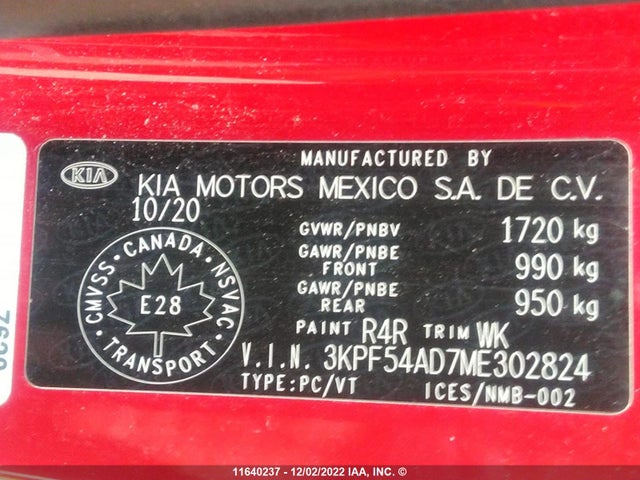 MANUFACTURED BY
KIA
KIA MOTORS MEXICO S.A. DE C.V.
10/20
GVWR/PNBV 1720 kg
GAWR/PNBE FRONT 990 kg
GAWR/PNBE REAR 950 kg
CANADA
CMVSS · NSVAC
E28
TRANSPORT
PAINT R4R TRIM WK
V.I.N. 3KPF54AD7ME302824
TYPE:PC/VT ICES/NMB-002
11640237 - 12/02/2022 IAA, INC. ©